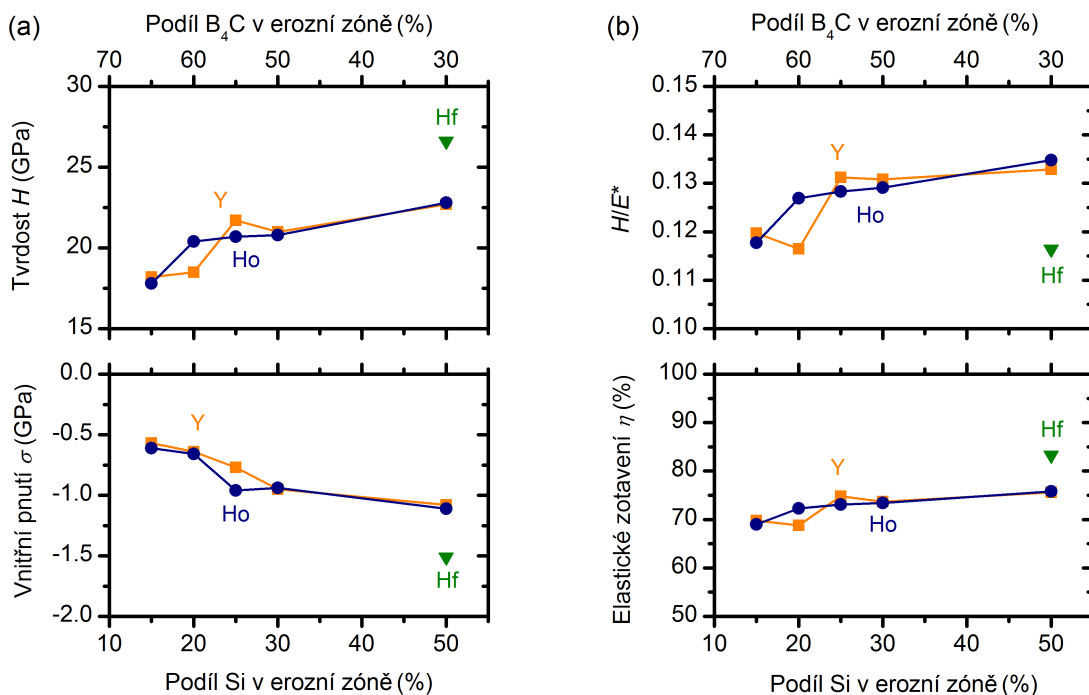 (a)
Podíl B4C v erozní zóně (%)
70 60 50 40 30
30
25
20
15
Tvrdost H (GPa)
Hf
Y
Ho
0.0
-0.5
-1.0
-1.5
-2.0
Vnitřní pnutí σ (GPa)
Y
Ho
Hf
10 20 30 40 50
Podíl Si v erozní zóně (%)
(b)
Podíl B4C v erozní zóně (%)
70 60 50 40 30
0.15
0.14
0.13
0.12
0.11
0.10
H/E*
Y
Ho
Hf
100
90
80
70
60
50
Elastické zotavení η (%)
Hf
Y
Ho
10 20 30 40 50
Podíl Si v erozní zóně (%)